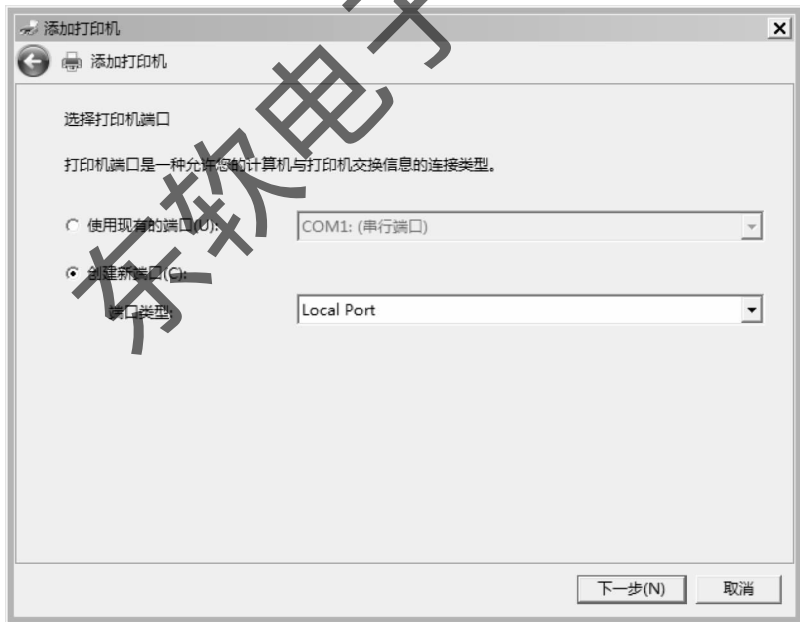 添加打印机
添加打印机
选择打印机端口
打印机端口是一种允许您的计算机与打印机交换信息的连接类型。
使用现有的端口(U):
COM1: (串行端口)
创建新端口(C):
端口类型:
Local Port
下一步(N)
取消
东软电子